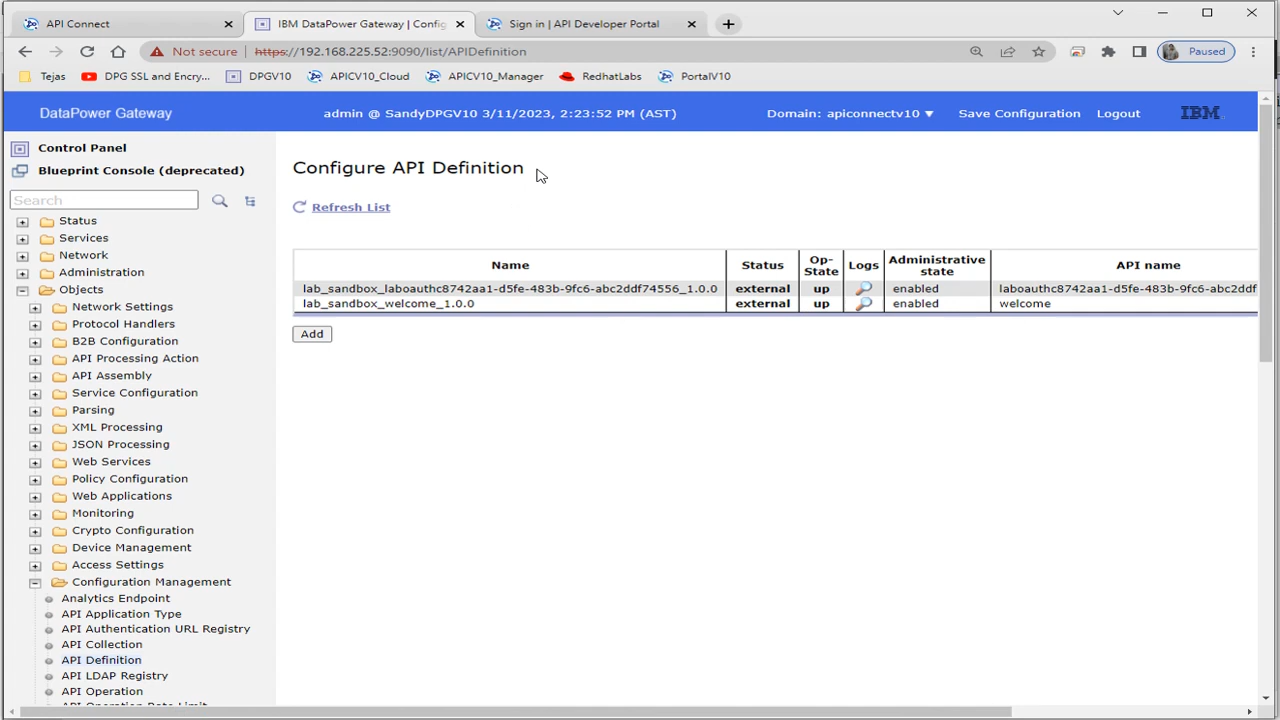 API Connect
IBM DataPower Gateway | Config
Sign in | API Developer Portal
Not secure
https://192.168.225.52:9090/list/APIDefinition
Paused
Tejas
DPG SSL and Encry...
DPGV10
APICV10_Cloud
APICV10_Manager
RedhatLabs
PortalV10
DataPower Gateway
admin @ SandyDPGV10 3/11/2023, 2:23:52 PM (AST)
Domain: apiconnectv10
Save Configuration
Logout
IBM
Control Panel
Blueprint Console (deprecated)
Search
Status
Services
Network
Administration
Objects
Network Settings
Protocol Handlers
B2B Configuration
API Processing Action
API Assembly
Service Configuration
Parsing
XML Processing
JSON Processing
Web Services
Policy Configuration
Web Applications
Monitoring
Crypto Configuration
Device Management
Access Settings
Configuration Management
Analytics Endpoint
API Application Type
API Authentication URL Registry
API Collection
API Definition
API LDAP Registry
API Operation
API Operation Rate Limit
Configure API Definition
Refresh List
Name Status Op-State Logs Administrative state API name
lab_sandbox_laboauthc8742aa1-d5fe-483b-9fc6-abc2ddf74556_1.0.0 external up enabled laboauthc8742aa1-d5fe-483b-9fc6-abc2ddf
lab_sandbox_welcome_1.0.0 external up enabled welcome
Add